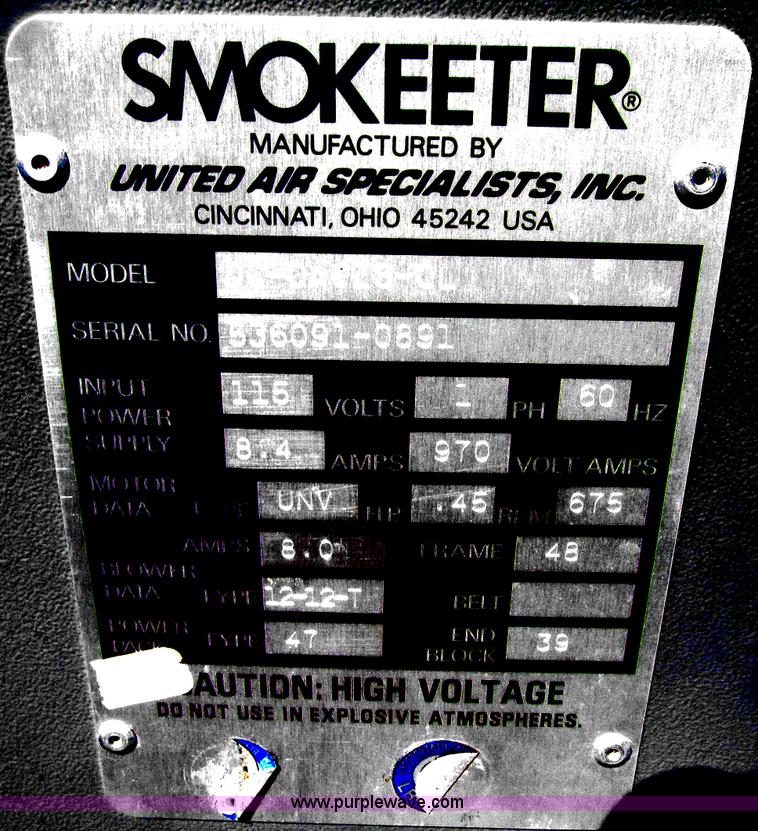 SMOKEETER®
MANUFACTURED BY
UNITED AIR SPECIALISTS, INC.
CINCINNATI, OHIO 45242 USA
MODEL
SERIAL NO. 536091-0891
INPUT POWER SUPPLY 115 VOLTS 1 PH 60 HZ
8.4 AMPS 970 VOLT AMPS
MOTOR DATA UNV H.P. .45 RPM 675
AMPS 8.0 FRAME 48
BLOWER DATA TYPE 12-12-T BELT
POWER PACK TYPE 47 END BLOCK 39
CAUTION: HIGH VOLTAGE
DO NOT USE IN EXPLOSIVE ATMOSPHERES.
www.purplewave.com